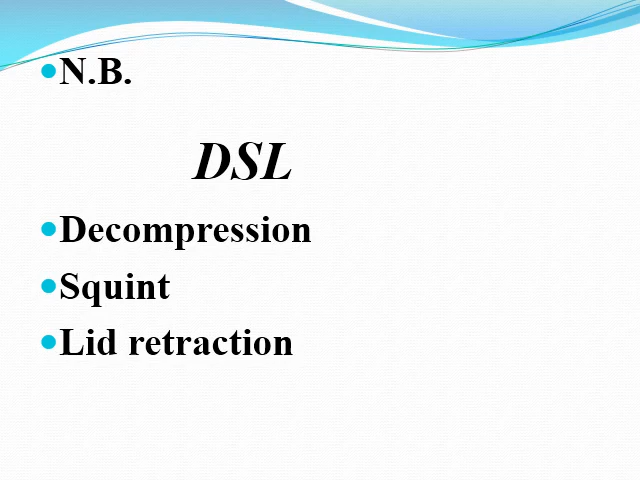 N.B.
DSL
Decompression
Squint
Lid retraction